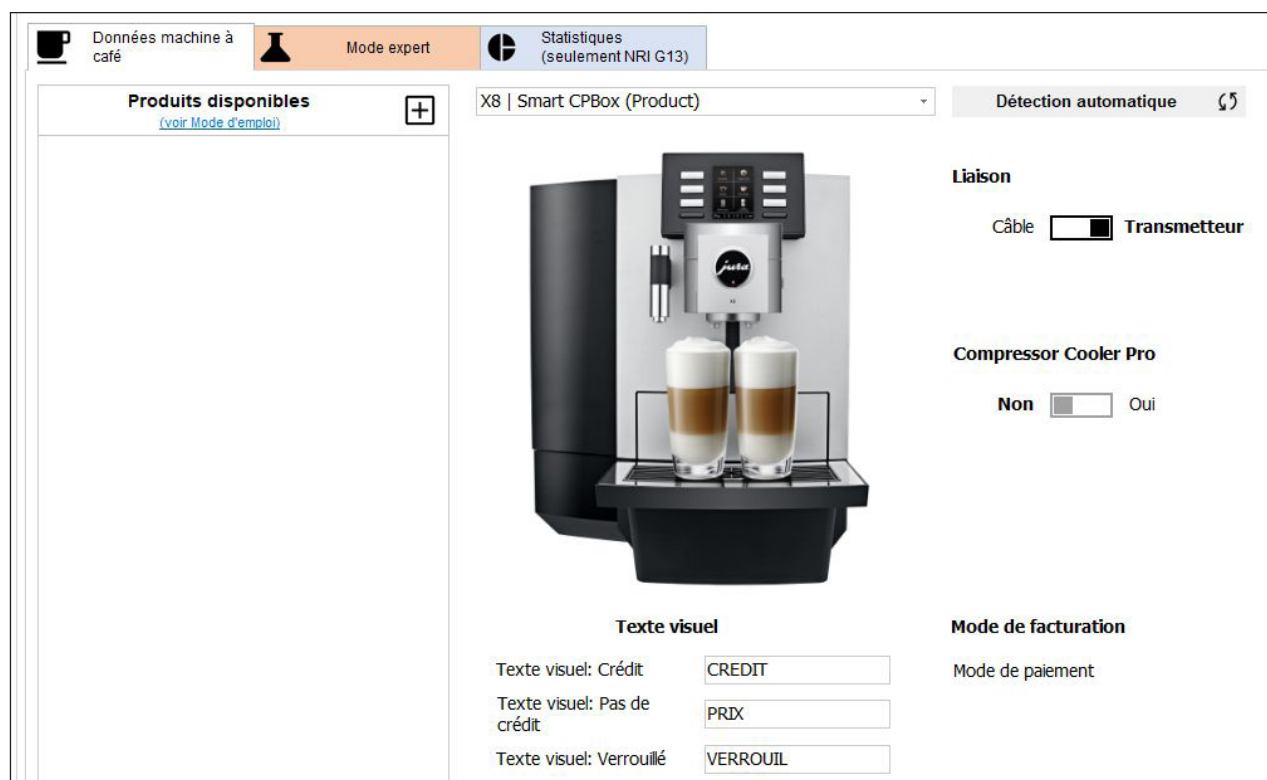 Données machine à
café
Mode expert
Statistiques
(seulement NRI G13)
Produits disponibles
(voir Mode d'emploi)
X8 | Smart CPBox (Product)
Détection automatique
Liaison
Câble
Transmetteur
jura
X8
Compressor Cooler Pro
Non
Oui
Texte visuel
Texte visuel: Crédit
CREDIT
Texte visuel: Pas de
crédit
PRIX
Texte visuel: Verrouillé
VERROUIL
Mode de facturation
Mode de paiement